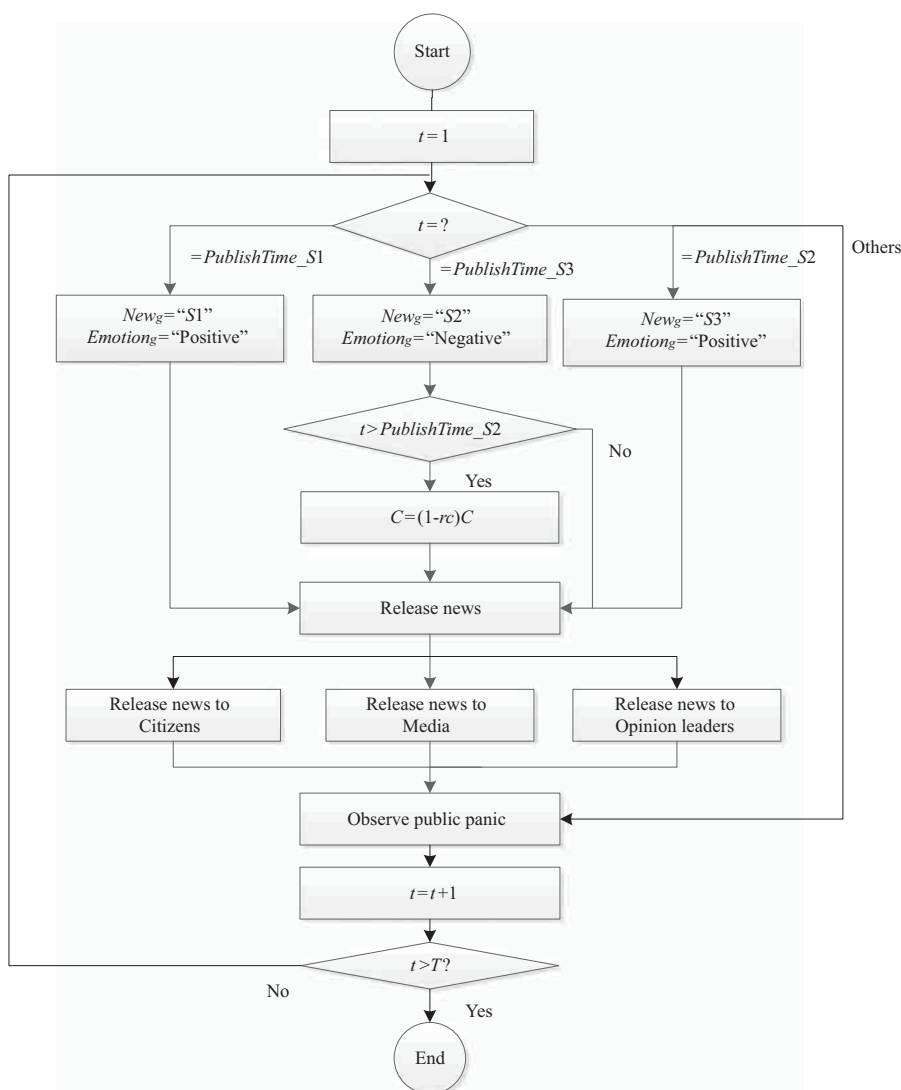 Start
t=1
t=?
=PublishTime_S1
=PublishTime_S3
=PublishTime_S2
Others
Newg=“S1”
Emotiong=“Positive”
Newg=“S2”
Emotiong=“Negative”
Newg=“S3”
Emotiong=“Positive”
t>PublishTime_S2
No
Yes
C=(1-rc)C
Release news
Release news to
Citizens
Release news to
Media
Release news to
Opinion leaders
Observe public panic
t=t+1
t>T?
No
Yes
End